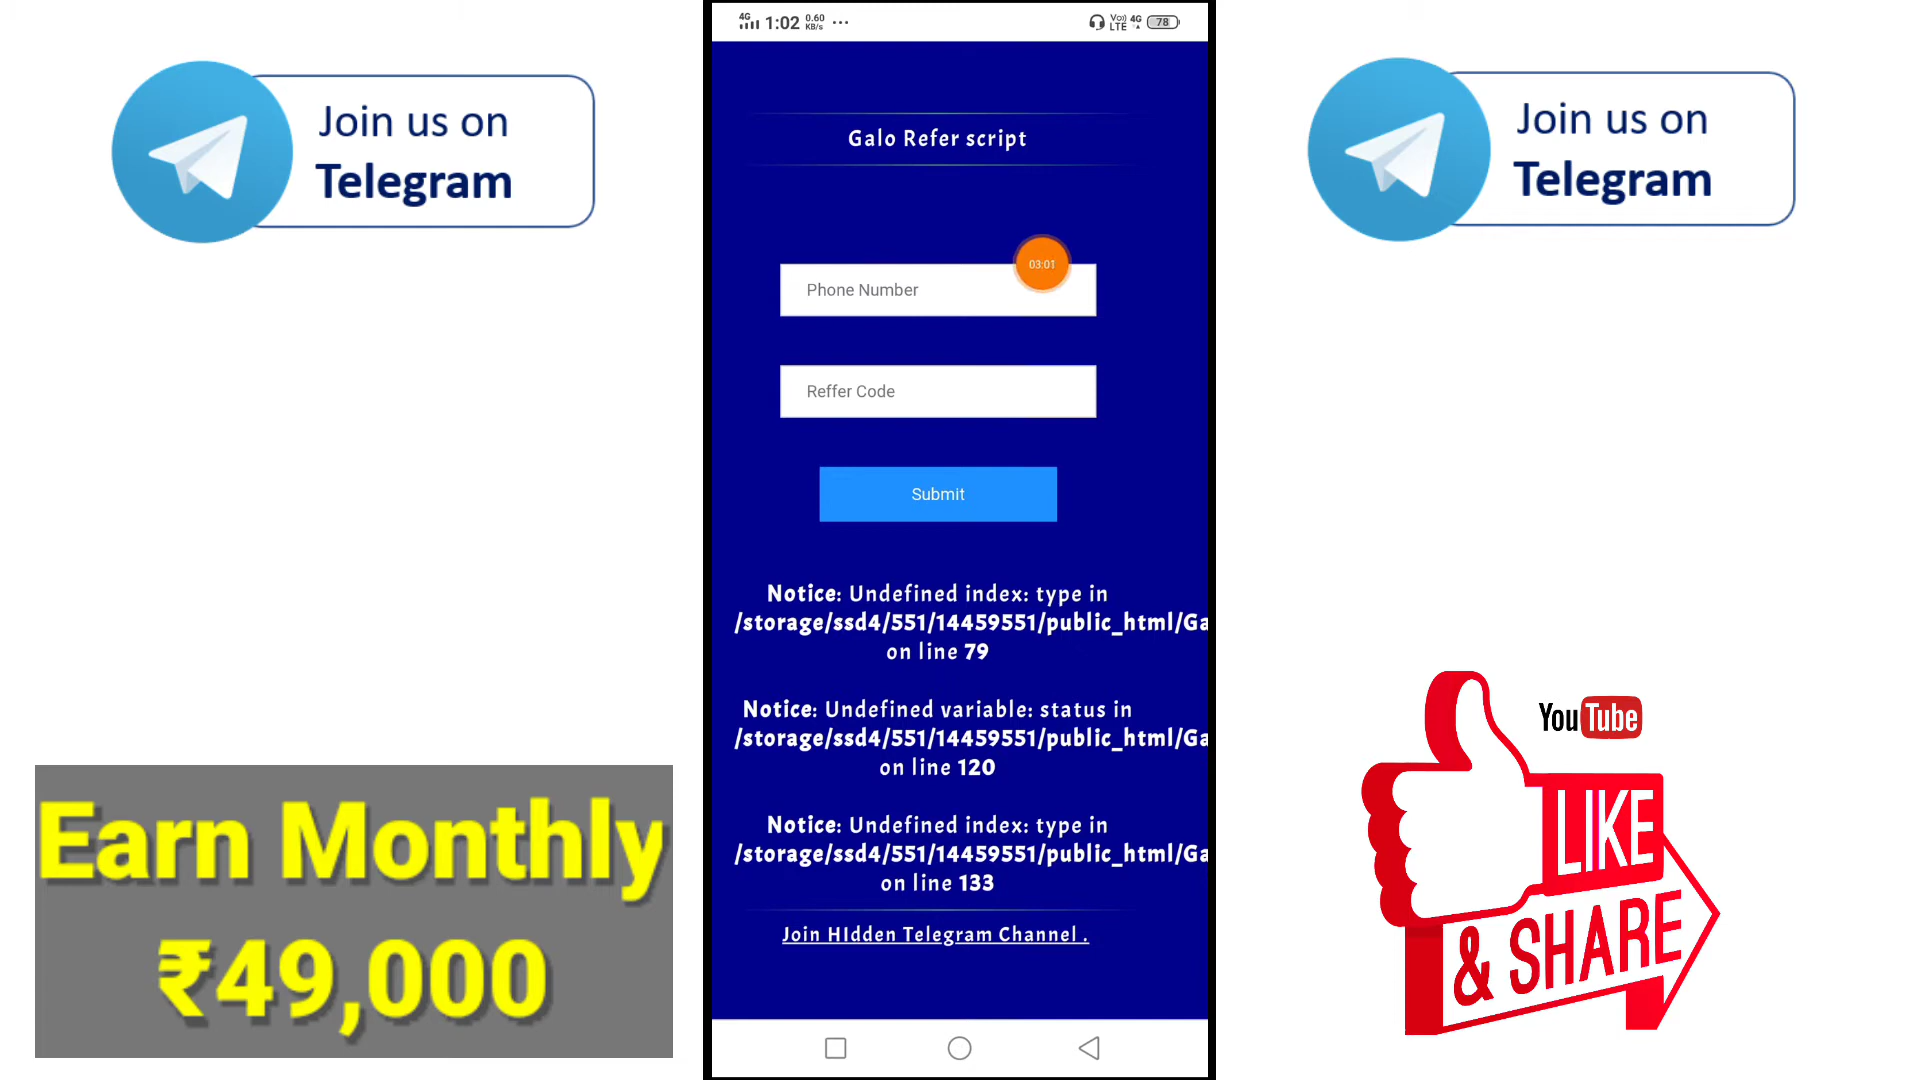 Join us on
Telegram
4G 1:02 0.60 KB/s ...
Vo) LTE 4G 78
Galo Refer script
03:01
Phone Number
Reffer Code
Submit
Notice: Undefined index: type in
/storage/ssd4/551/14459551/public_html/Ga
on line 79
Notice: Undefined variable: status in
/storage/ssd4/551/14459551/public_html/Ga
on line 120
Notice: Undefined index: type in
/storage/ssd4/551/14459551/public_html/Ga
on line 133
Join HIdden Telegram Channel .
Join us on
Telegram
Earn Monthly
₹49,000
YouTube
LIKE
& SHARE